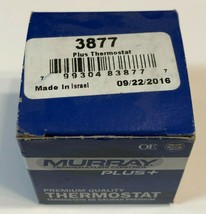 3877
Plus Thermostat
7 99304 83877 7
Made In Israel 09/22/2016
OE
MURRAY
PLUS+
PREMIUM QUALITY
THERMOSTAT